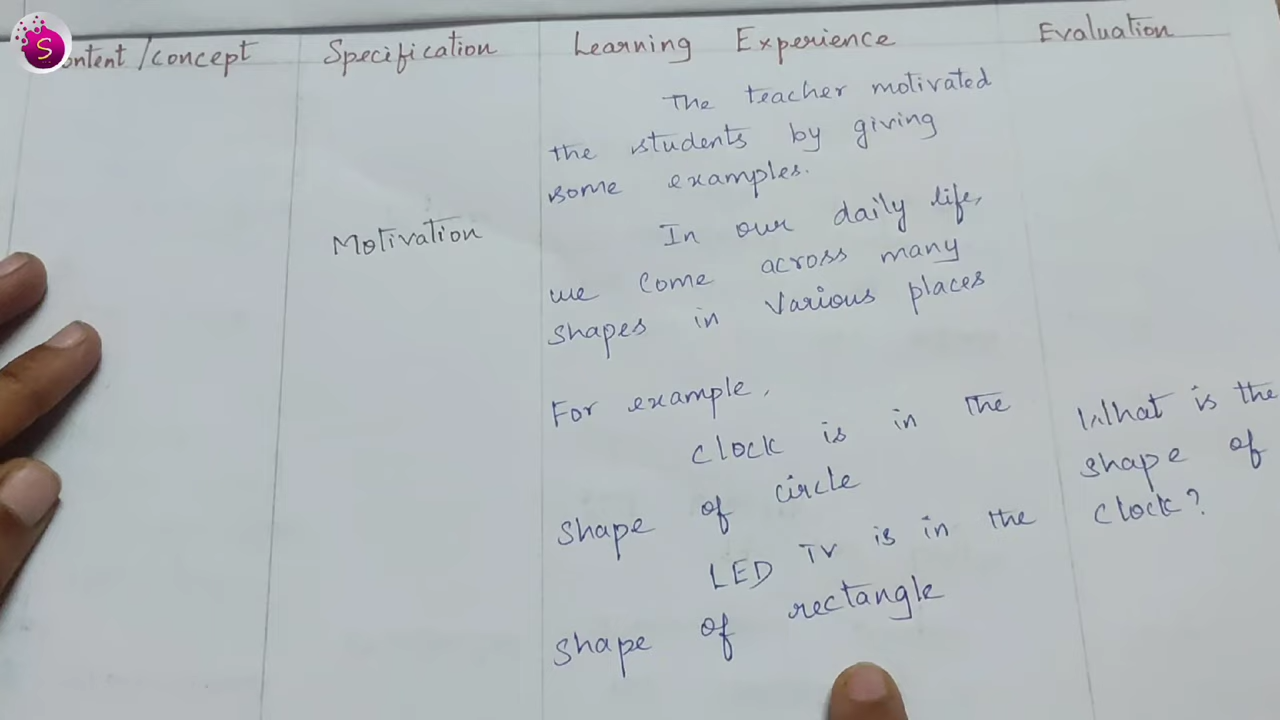 S
ontent / concept Specification Learning Experience Evaluation
The teacher motivated
the students by giving
some examples.
Motivation
In our daily life,
we come across many
shapes in various places
For example,
clock is in the
shape of circle
LED TV is in the
shape of rectangle
What is the
shape of
clock?